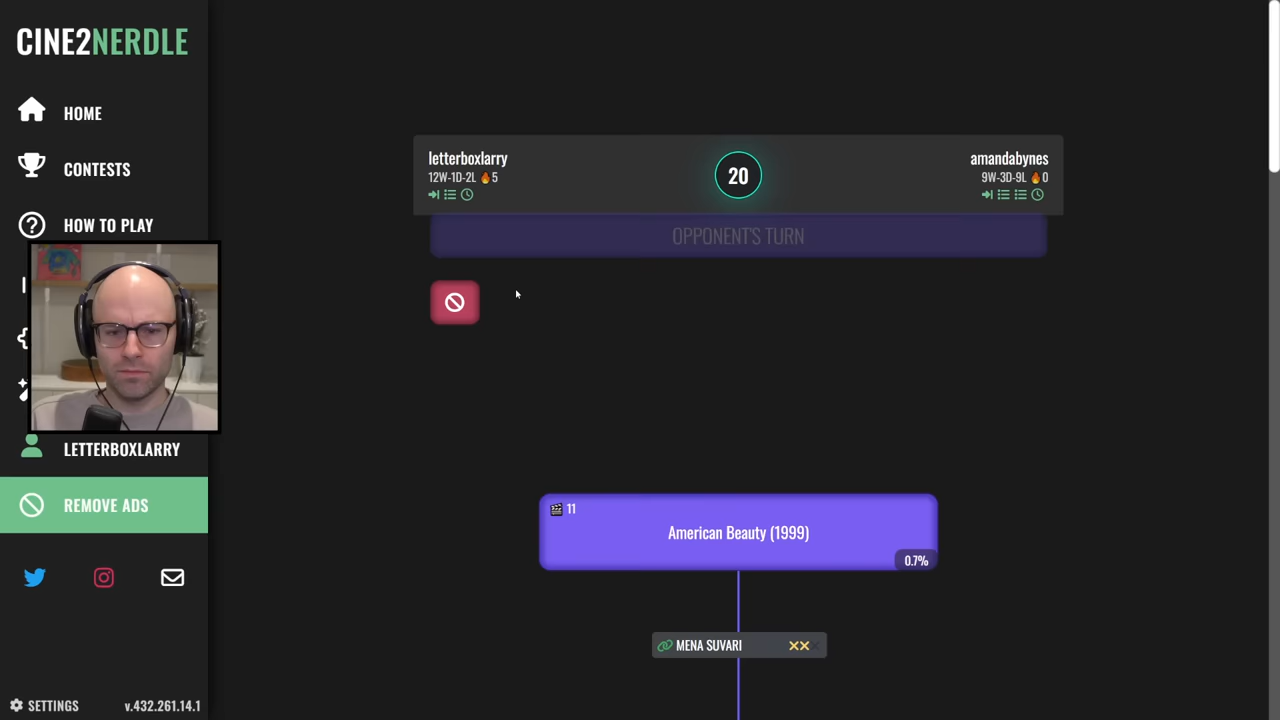 CINE2NERDLE
HOME
CONTESTS
HOW TO PLAY
LETTERBOXLARRY
REMOVE ADS
SETTINGS
v.432.261.14.1
letterboxlarry
12W-1D-2L 🔥5
20
amandabynes
9W-3D-9L 🔥0
OPPONENT'S TURN
🎬 11
American Beauty (1999)
0.7%
MENA SUVARI